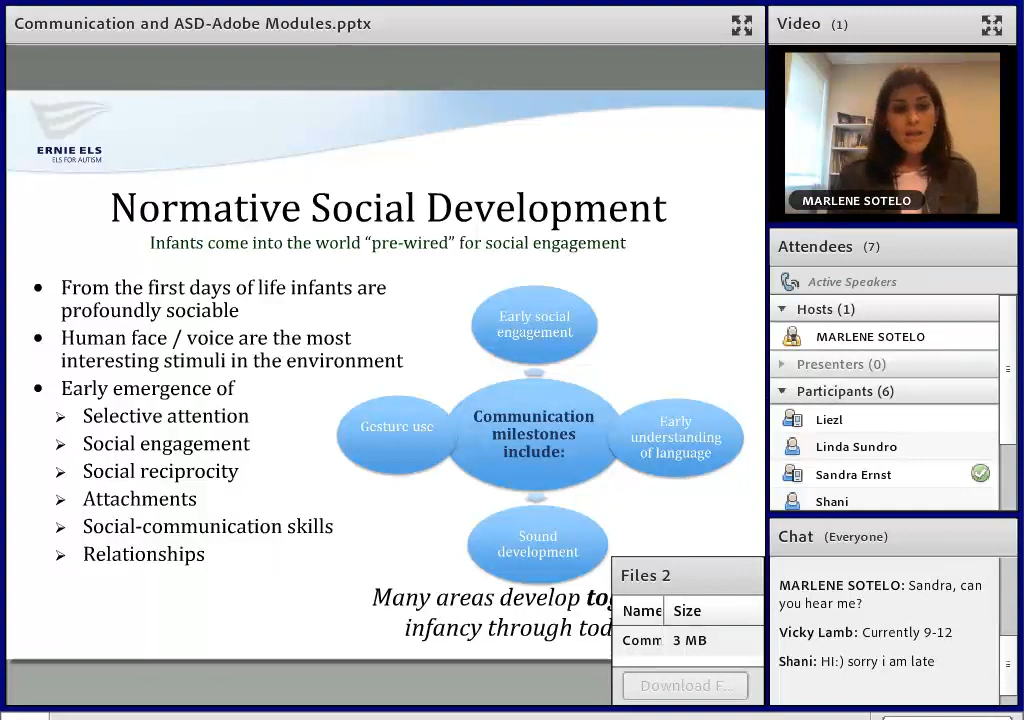 Communication and ASD-Adobe Modules.pptx
ERNIE ELS
ELS FOR AUTISM
Normative Social Development
Infants come into the world “pre-wired” for social engagement
From the first days of life infants are
profoundly sociable
Human face / voice are the most
interesting stimuli in the environment
Early emergence of
Selective attention
Social engagement
Social reciprocity
Attachments
Social-communication skills
Relationships
Early social
engagement
Gesture use
Communication
milestones
include:
Early
understanding
of language
Sound
development
Many areas develop
infancy through
Files 2
Name Size
3 MB
Download F...
Video (1)
MARLENE SOTELO
Attendees (7)
Active Speakers
Hosts (1)
MARLENE SOTELO
Presenters (0)
Participants (6)
Liezl
Linda Sundro
Sandra Ernst
Shani
Chat (Everyone)
MARLENE SOTELO: Sandra, can
you hear me?
Vicky Lamb: Currently 9-12
Shani: HI:) sorry i am late